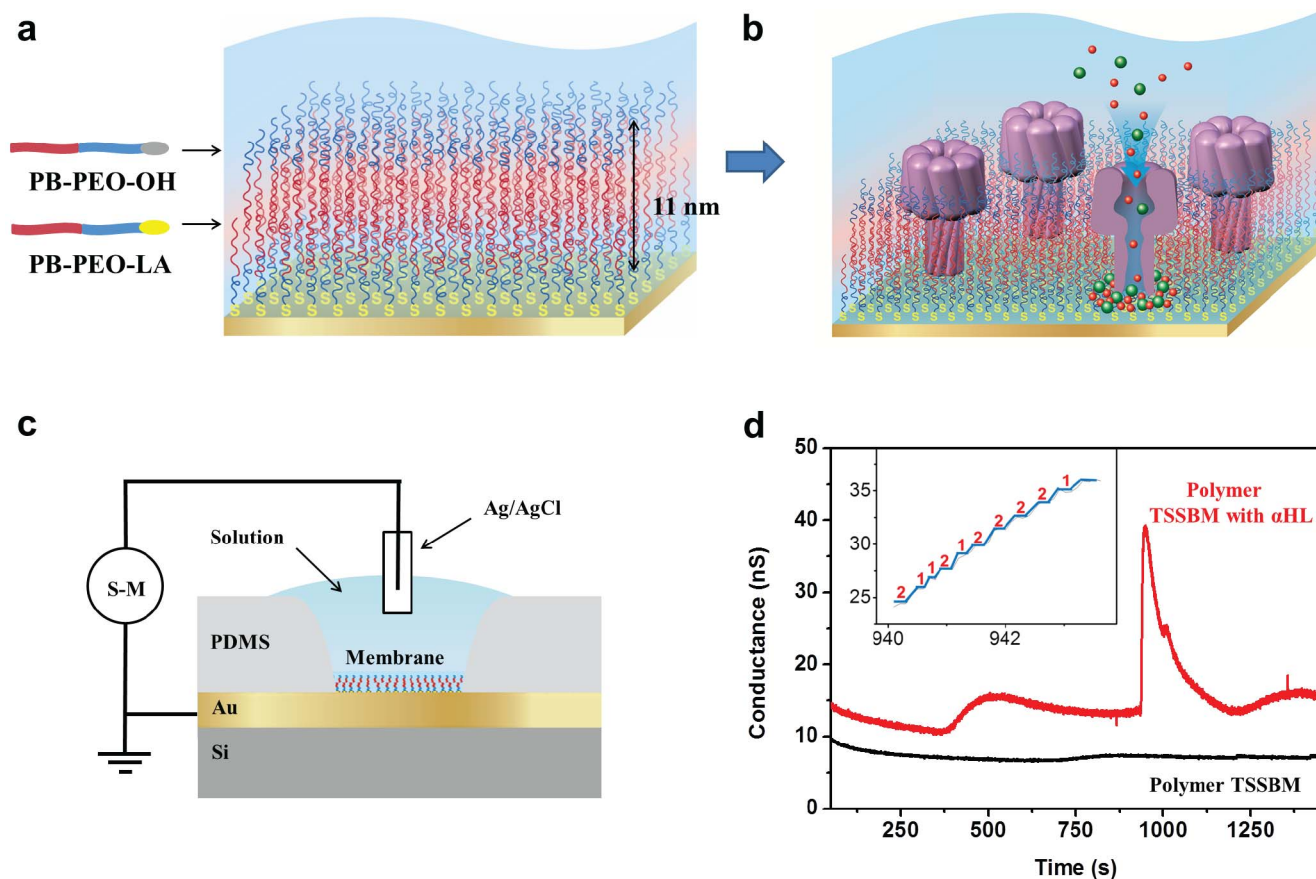 a
PB-PEO-OH
PB-PEO-LA
11 nm
S S S S S S S S S S S S S S S S S S
b
S S S S S S S S S S S S S S S S S S
c
Ag/AgCl
Solution
S-M
PDMS
Membrane
Au
Si
d
50
40
30
20
10
0
Conductance (nS)
35
30
25
940
942
2
1
1
2
1
2
2
2
2
1
Polymer
TSSBM with αHL
Polymer TSSBM
250
500
750
1000
1250
Time (s)